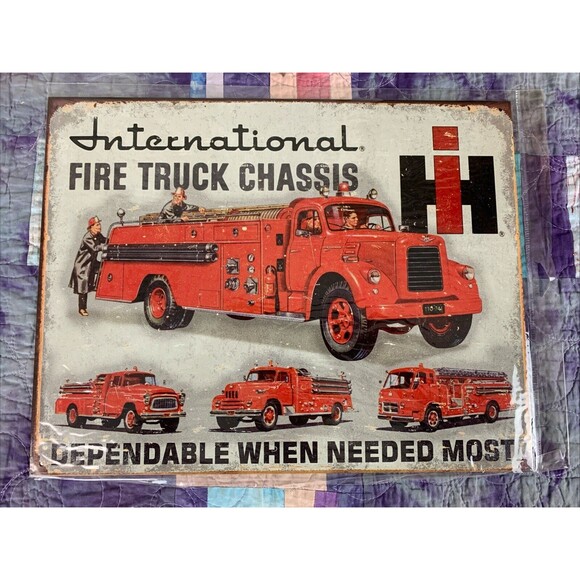 International®
FIRE TRUCK CHASSIS
IH®
DEPENDABLE WHEN NEEDED MOST